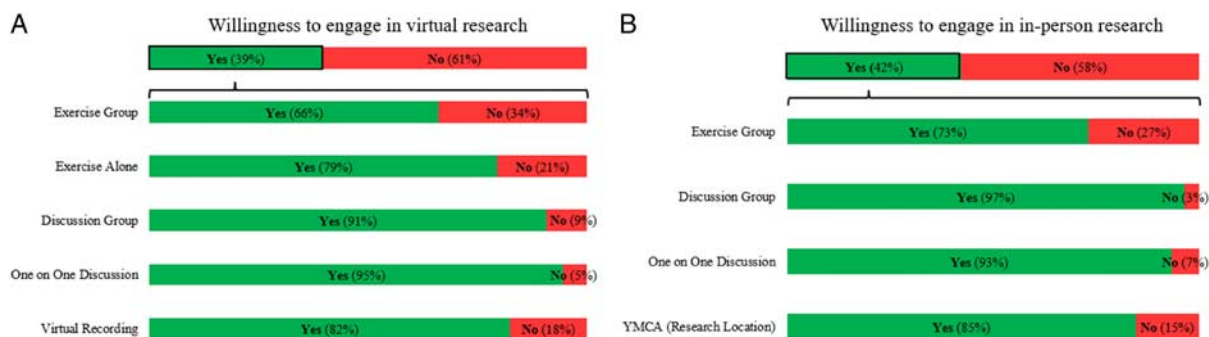 A
Willingness to engage in virtual research
Yes (39%) No (61%)
Exercise Group Yes (66%) No (34%)
Exercise Alone Yes (79%) No (21%)
Discussion Group Yes (91%) No (9%)
One on One Discussion Yes (95%) No (5%)
Virtual Recording Yes (82%) No (18%)
B
Willingness to engage in in-person research
Yes (42%) No (58%)
Exercise Group Yes (73%) No (27%)
Discussion Group Yes (97%) No (3%)
One on One Discussion Yes (93%) No (7%)
YMCA (Research Location) Yes (85%) No (15%)